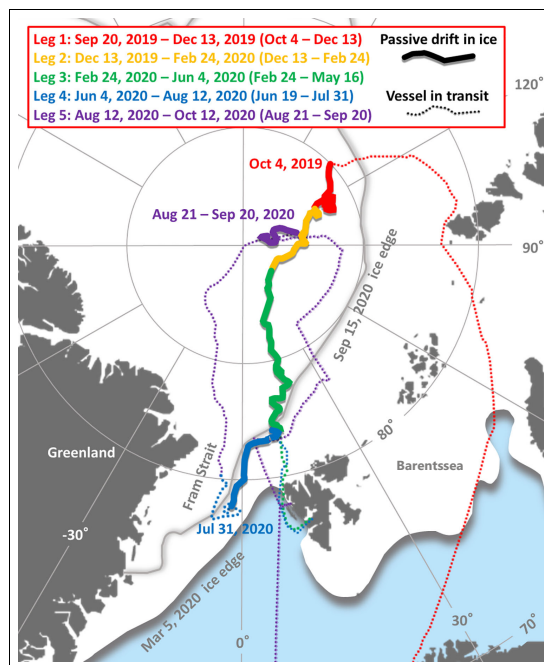 Leg 1: Sep 20, 2019 – Dec 13, 2019 (Oct 4 – Dec 13)
Leg 2: Dec 13, 2019 – Feb 24, 2020 (Dec 13 – Feb 24)
Leg 3: Feb 24, 2020 - Jun 4, 2020 (Feb 24 – May 16)
Leg 4: Jun 4, 2020 – Aug 12, 2020 (Jun 19 – Jul 31)
Leg 5: Aug 12, 2020 – Oct 12, 2020 (Aug 21 – Sep 20)
Passive drift in ice
Vessel in transit
120°
Oct 4, 2019
Aug 21 – Sep 20, 2020
90°
Sep 15, 2020 ice edge
80°
Greenland
Fram Strait
Barentssea
-30°
Jul 31, 2020
Mar 5, 2020 ice edge
0°
30°
70°